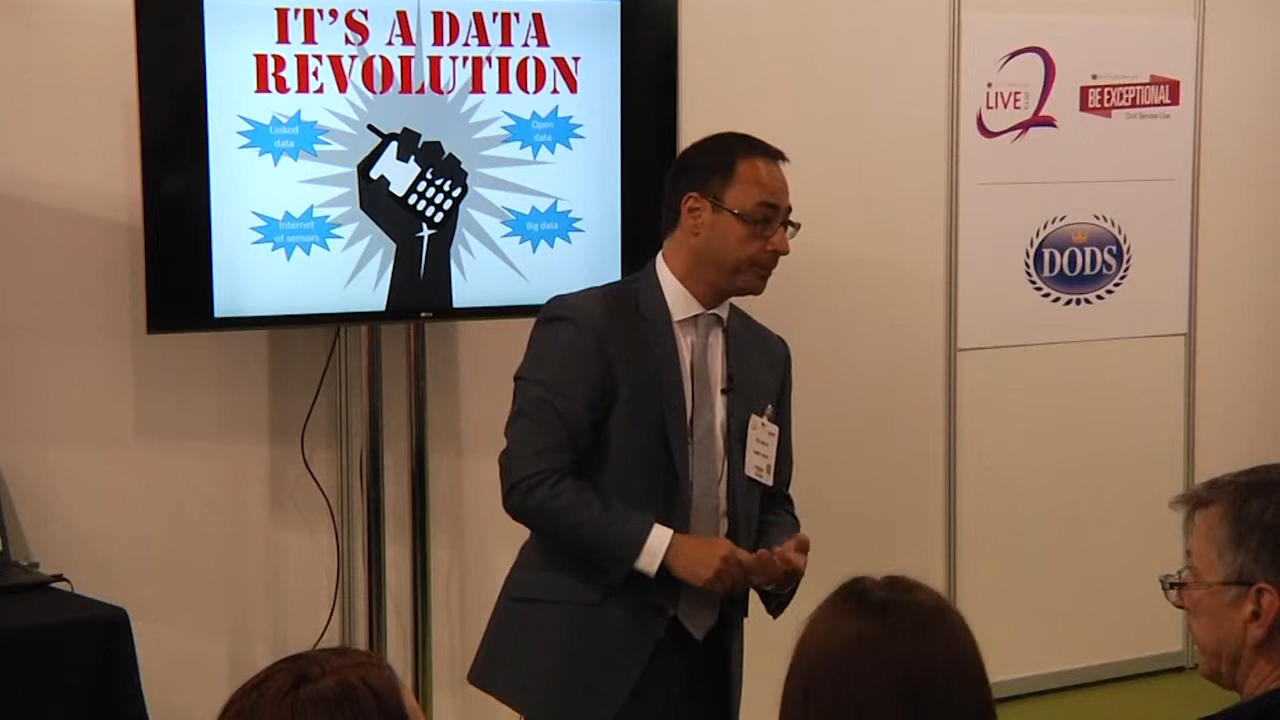 IT'S A DATA
REVOLUTION
Linked
data
Open
data
Internet
of sensors
Big data
LIVE
BE EXCEPTIONAL
Civil Service Live
DODS